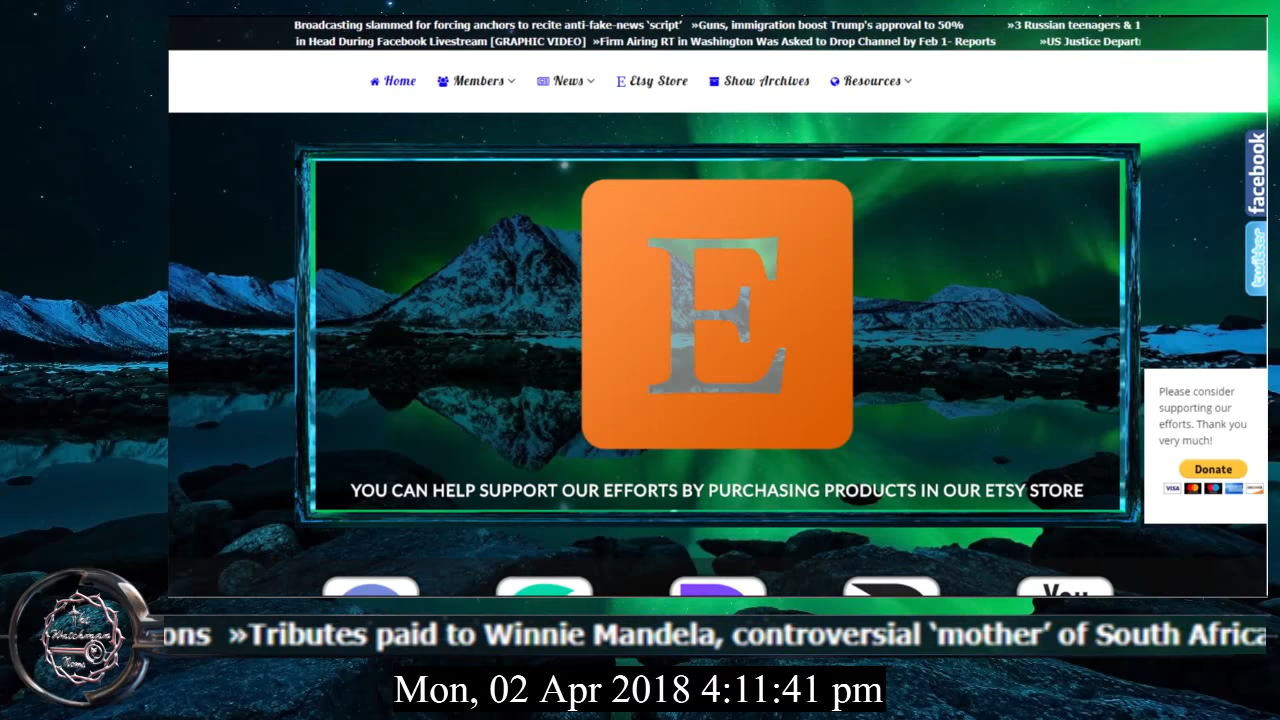 Broadcasting slammed for forcing anchors to recite anti-fake-news 'script' »Guns, immigration boost Trump's approval to 50% »3 Russian teenagers & 1
in Head During Facebook Livestream [GRAPHIC VIDEO] »Firm Airing RT in Washington Was Asked to Drop Channel by Feb 1- Reports »US Justice Depart
Home Members News E Etsy Store Show Archives Resources
facebook
twitter
E
Please consider
supporting our
efforts. Thank you
very much!
Donate
VISA
YOU CAN HELP SUPPORT OUR EFFORTS BY PURCHASING PRODUCTS IN OUR ETSY STORE
You
The
Watchman
Home
ons »Tributes paid to Winnie Mandela, controversial 'mother' of South Africa
Mon, 02 Apr 2018 4:11:41 pm